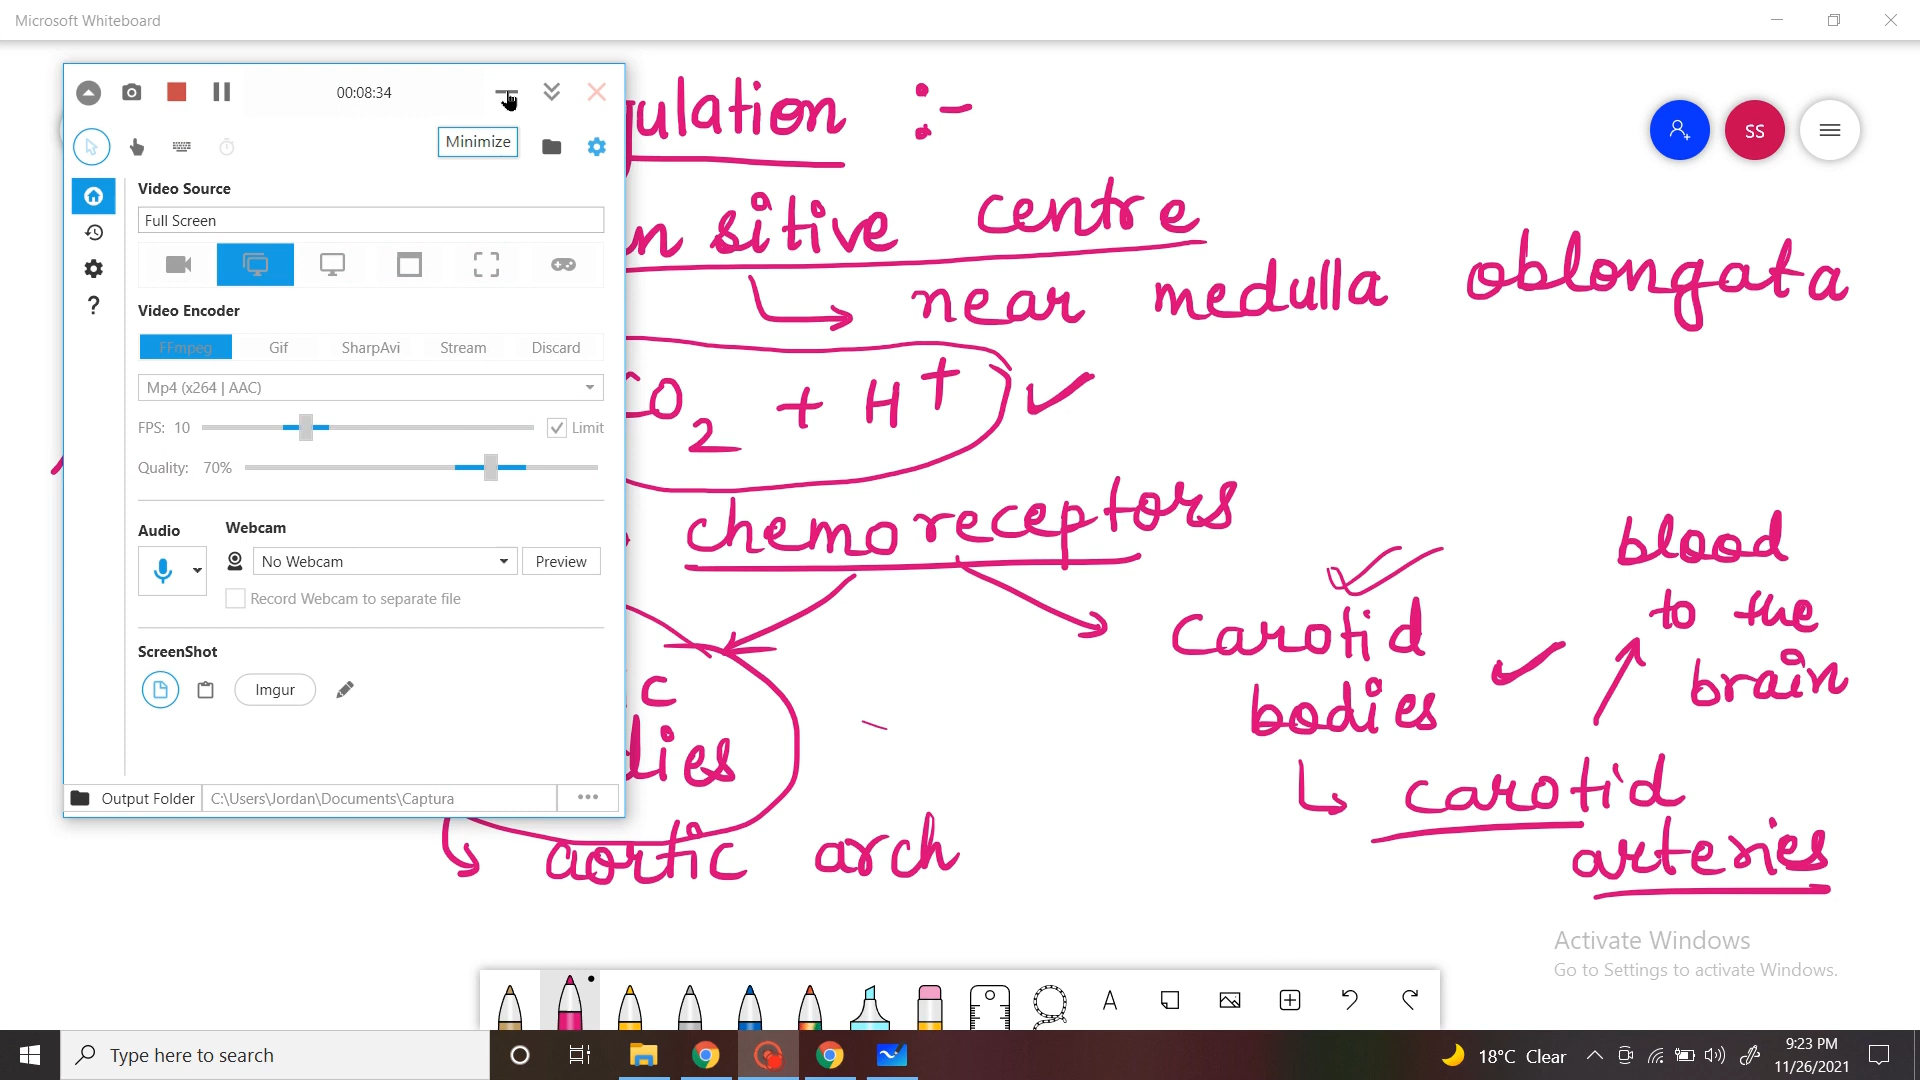 Microsoft Whiteboard
00:08:34
Minimize
Video Source
Full Screen
Video Encoder
FFmpeg Gif SharpAvi Stream Discard
Mp4 (x264 | AAC)
FPS: 10 Limit
Quality: 70%
Audio Webcam
No Webcam Preview
Record Webcam to separate file
ScreenShot
Imgur
Output Folder C:\Users\Jordan\Documents\Captura •••
gulation :-
n sitive centre
near medulla oblongata
CO2 + H+
chemoreceptors
carotid
bodies
blood
to the
brain
carotid
arteries
ic
dies
aortic arch
SS
Activate Windows
Go to Settings to activate Windows.
Type here to search
18°C Clear
9:23 PM
11/26/2021